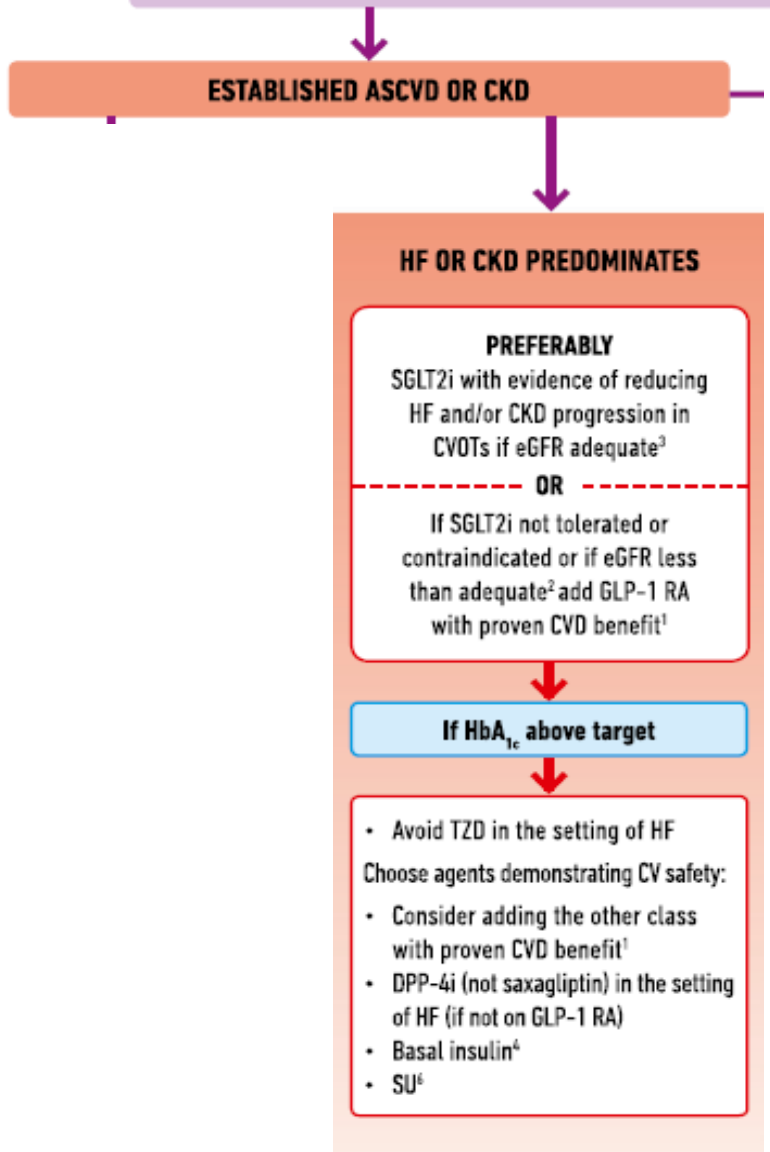 ESTABLISHED ASCVD OR CKD
HF OR CKD PREDOMINATES
PREFERABLY
SGLT2i with evidence of reducing
HF and/or CKD progression in
CVOTs if eGFR adequate³
OR
If SGLT2i not tolerated or
contraindicated or if eGFR less
than adequate² add GLP-1 RA
with proven CVD benefit¹
If HbA₁c above target
• Avoid TZD in the setting of HF
Choose agents demonstrating CV safety:
• Consider adding the other class
with proven CVD benefit¹
• DPP-4i (not saxagliptin) in the setting
of HF (if not on GLP-1 RA)
• Basal insulin⁴
• SU⁶